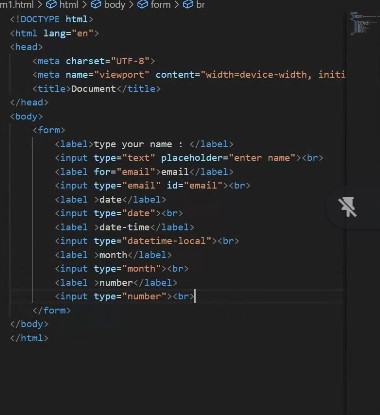 m1.html > html > body > form > br
<!DOCTYPE html>
<html lang="en">
<head>
<meta charset="UTF-8">
<meta name="viewport" content="width=device-width, initi
<title>Document</title>
</head>
<body>
<form>
<label>type your name : </label>
<input type="text" placeholder="enter name"><br>
<label for="email">email</label>
<input type="email" id="email"><br>
<label >date</label>
<input type="date"><br>
<label >date-time</label>
<input type="datetime-local"><br>
<label >month</label>
<input type="month"><br>
<label >number</label>
<input type="number"><br>
</form>
</body>
</html>